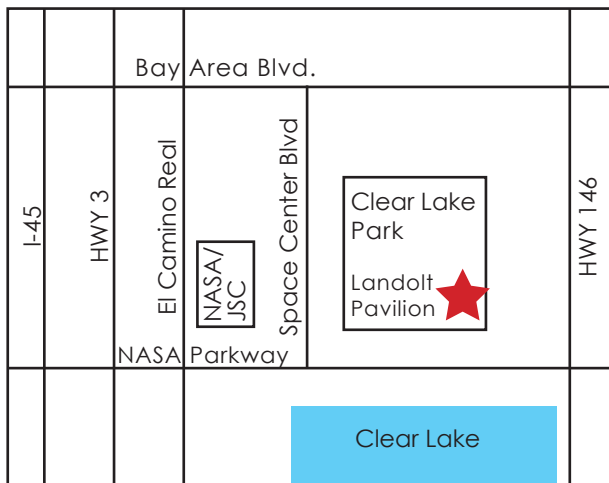 Bay Area Blvd.
I-45
HWY 3
El Camino Real
NASA/
JSC
Space Center Blvd
Clear Lake
Park
Landolt
Pavilion
HWY 146
NASA Parkway
Clear Lake